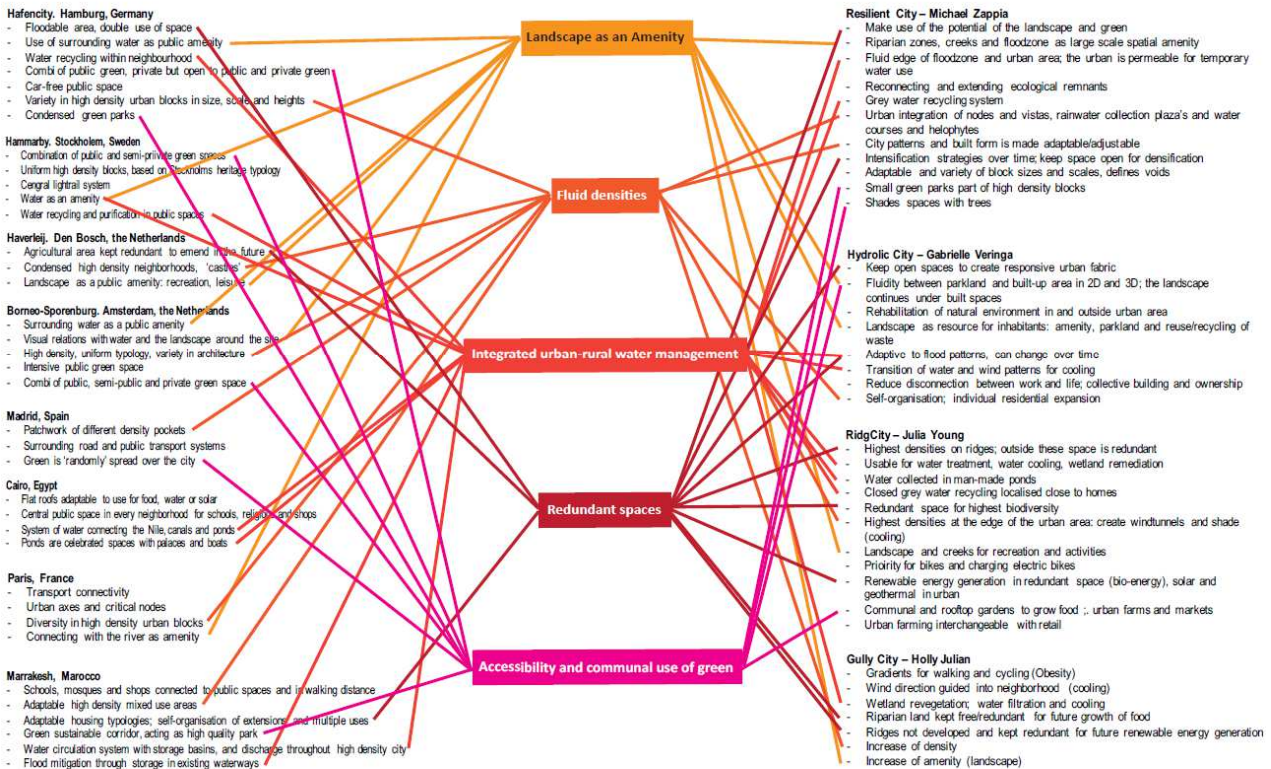 Hafencity. Hamburg, Germany
- Floodable area, double use of space
- Use of surrounding water as public amenity
- Water recycling within neighbourhood
- Combi of public green, private but open to public and private green
- Car-free public space
- Variety in high density urban blocks in size, scale and heights
- Condensed green parks
Hammarby. Stockholm, Sweden
- Combination of public and semi-priivate green spaces
- Uniform high density blocks, based on Stockholms heritage typology
- Cengral lightrail system
- Water as an amenity
- Water recycling and purification in public spaces
Haverleij. Den Bosch, the Netherlands
- Agricultural area kept redundant to emend in the future
- Condensed high density neighborhoods, 'castles'
- Landscape as a public amenity: recreation, leisure
Borneo-Sporenburg. Amsterdam, the Netherlands
- Surrounding water as a public amenity
- Visual relations with water and the landscape around the site
- High density, uniform typology, variety in architecture
- Intensive public green space
- Combi of public, semi-public and private green space
Madrid, Spain
- Patchwork of different density pockets
- Surrounding road and public transport systems
- Green is 'randomly' spread over the city
Cairo, Egypt
- Flat roofs adaptable to use for food, water or solar
- Central public space in every neighborhood for schools, religious and shops
- System of water connecting the Nile, canals and ponds
- Ponds are celebrated spaces with palaces and boats
Paris, France
- Transport connectivity
- Urban axes and critical nodes
- Diversity in high density urban blocks
- Connecting with the river as amenity
Marrakesh, Marocco
- Schools, mosques and shops connected to public spaces and in walking distance
- Adaptable high density mixed use areas
- Adaptable housing typologies; self-organisation of extensions and multiple uses
- Green sustainable corridor, acting as high quality park
- Water circulation system with storage basins, and discharge throughout high density city
- Flood mitigation through storage in existing waterways
Landscape as an Amenity
Fluid densities
Integrated urban-rural water management
Redundant spaces
Accessibility and communal use of green
Resilient City – Michael Zappia
- Make use of the potential of the landscape and green
- Riparian zones, creeks and floodzone as large scale spatial amenity
- Fluid edge of floodzone and urban area; the urban is permeable for temporary
water use
- Reconnecting and extending ecological remnants
- Grey water recycling system
- Urban integration of nodes and vistas, rainwater collection plaza's and water
courses and helophytes
- City patterns and built form is made adaptable/adjustable
- Intensification strategies over time; keep space open for densification
- Adaptable and variety of block sizes and scales, defines voids
- Small green parks part of high density blocks
- Shades spaces with trees
Hydrolic City – Gabrielle Veringa
- Keep open spaces to create responsive urban fabric
- Fluidity between parkland and built-up area in 2D and 3D; the landscape
continues under built spaces
- Rehabilitation of natural environment in and outside urban area
- Landscape as resource for inhabitants: amenity, parkland and reuse/recycling of
waste
- Adaptive to flood patterns, can change over time
- Transition of water and wind patterns for cooling
- Reduce disconnection between work and life; collective building and ownership
- Self-organisation; individual residential expansion
RidgCity – Julia Young
- Highest densities on ridges; outside these space is redundant
- Usable for water treatment, water cooling, wetland remediation
- Water collected in man-made ponds
- Closed grey water recycling localised close to homes
- Redundant space for highest biodiversity
- Highest densities at the edge of the urban area: create windtunnels and shade
(cooling)
- Landscape and creeks for recreation and activities
- Prioirity for bikes and charging electric bikes
- Renewable energy generation in redundant space (bio-energy), solar and
geothermal in urban
- Communal and rooftop gardens to grow food ;. urban farms and markets
- Urban farming interchangeable with retail
Gully City – Holly Julian
- Gradients for walking and cycling (Obesity)
- Wind direction guided into neighborhood (cooling)
- Wetland revegetation; water filtration and cooling
- Riparian land kept free/redundant for future growth of food
- Ridges not developed and kept redundant for future renewable energy generation
- Increase of density
- Increase of amenity (landscape)